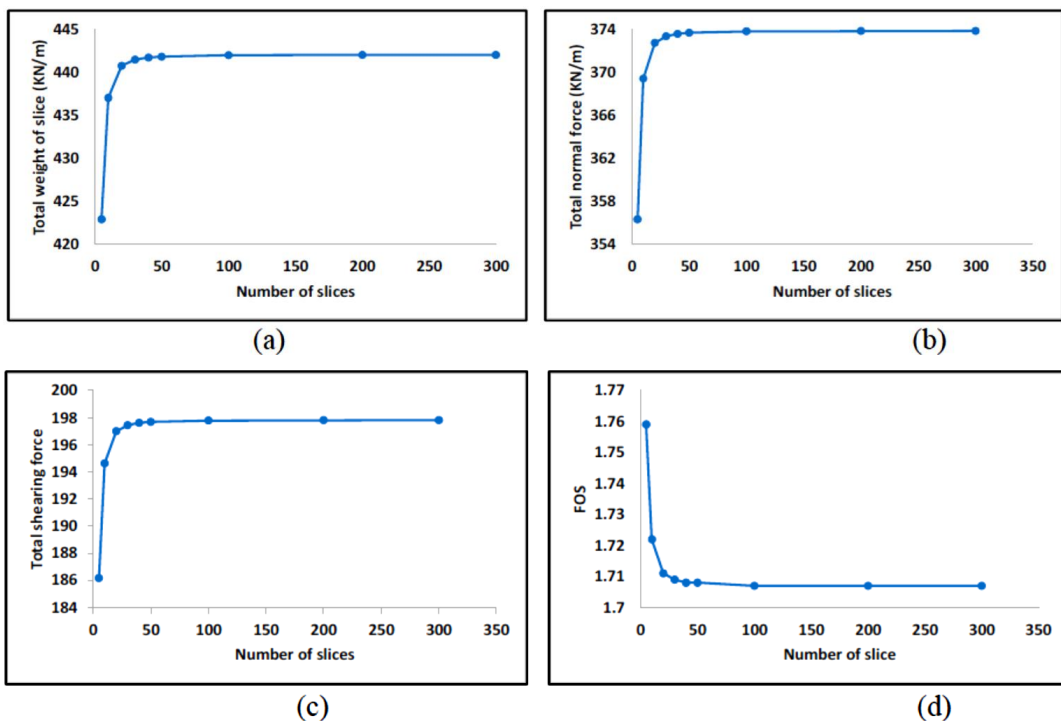 Total weight of slice (KN/m)
445
440
435
430
425
420
0 50 100 150 200 250 300
Number of slices
(a)
Total normal force (KN/m)
374
370
366
362
358
354
0 50 100 150 200 250 300 350
Number of slices
(b)
Total shearing force
200
198
196
194
192
190
188
186
184
0 50 100 150 200 250 300 350
Number of slices
(c)
FOS
1.77
1.76
1.75
1.74
1.73
1.72
1.71
1.7
0 50 100 150 200 250 300 350
Number of slice
(d)